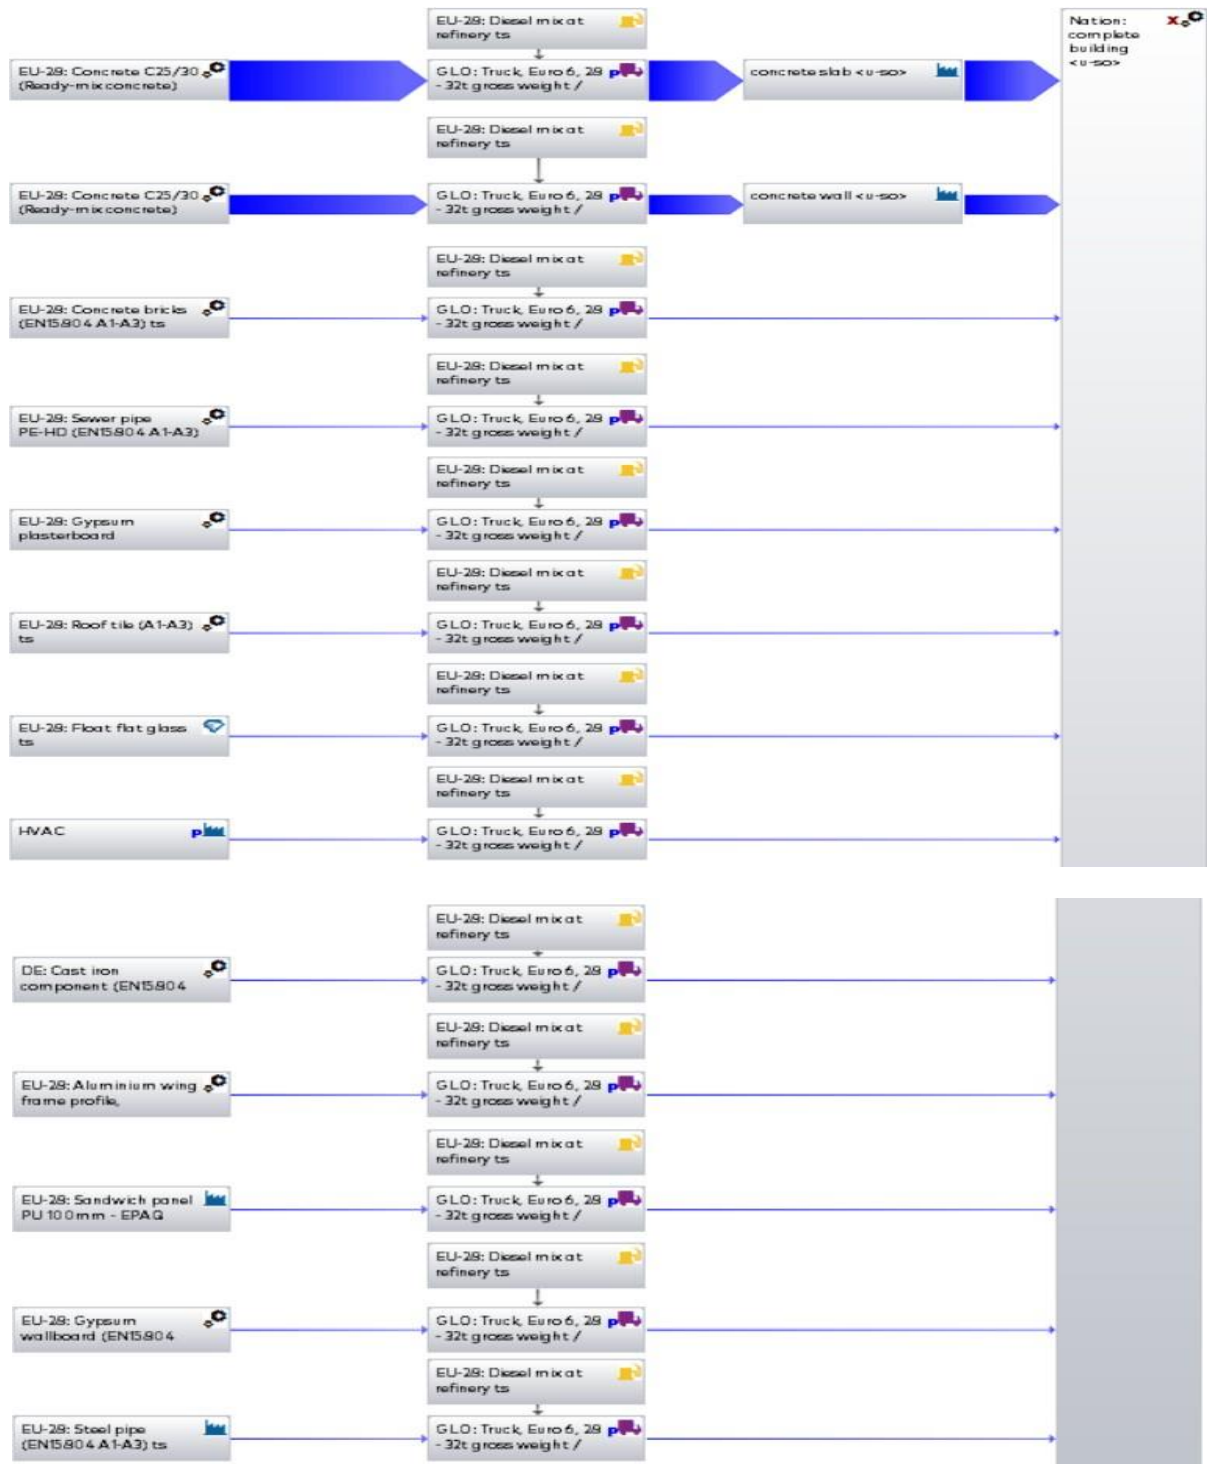 EU-28: Diesel mix at
refinery ts
Nation:
complete
building
<u-so>
EU-28: Concrete C25/30
(Ready-mix concrete)
GLO: Truck, Euro 6, 28
- 32t gross weight /
concrete slab <u-so>
EU-28: Diesel mix at
refinery ts
EU-28: Concrete C25/30
(Ready-mix concrete)
GLO: Truck, Euro 6, 28
- 32t gross weight /
concrete wall <u-so>
EU-28: Diesel mix at
refinery ts
EU-28: Concrete bricks
(EN15804 A1-A3) ts
GLO: Truck, Euro 6, 28
- 32t gross weight /
EU-28: Diesel mix at
refinery ts
EU-28: Sewer pipe
PE-HD (EN15804 A1-A3)
GLO: Truck, Euro 6, 28
- 32t gross weight /
EU-28: Diesel mix at
refinery ts
EU-28: Gypsum
plasterboard
GLO: Truck, Euro 6, 28
- 32t gross weight /
EU-28: Diesel mix at
refinery ts
EU-28: Roof tile (A1-A3)
ts
GLO: Truck, Euro 6, 28
- 32t gross weight /
EU-28: Diesel mix at
refinery ts
EU-28: Float flat glass
ts
GLO: Truck, Euro 6, 28
- 32t gross weight /
EU-28: Diesel mix at
refinery ts
HVAC
p
GLO: Truck, Euro 6, 28
- 32t gross weight /
EU-28: Diesel mix at
refinery ts
DE: Cast iron
component (EN15804
GLO: Truck, Euro 6, 28
- 32t gross weight /
EU-28: Diesel mix at
refinery ts
EU-28: Aluminium wing
frame profile,
GLO: Truck, Euro 6, 28
- 32t gross weight /
EU-28: Diesel mix at
refinery ts
EU-28: Sandwich panel
PU 100mm - EPAQ
GLO: Truck, Euro 6, 28
- 32t gross weight /
EU-28: Diesel mix at
refinery ts
EU-28: Gypsum
wallboard (EN15804
GLO: Truck, Euro 6, 28
- 32t gross weight /
EU-28: Diesel mix at
refinery ts
EU-28: Steel pipe
(EN15804 A1-A3) ts
GLO: Truck, Euro 6, 28
- 32t gross weight /